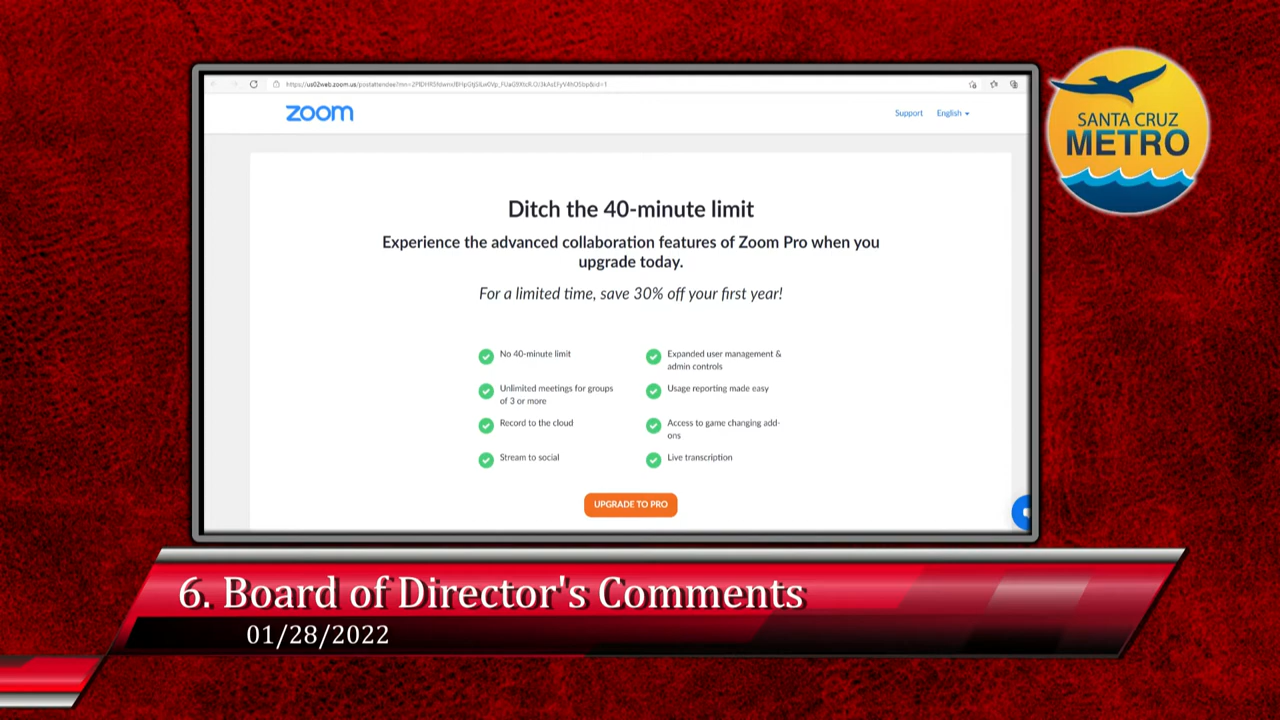 zoom
Support
English
Ditch the 40-minute limit
Experience the advanced collaboration features of Zoom Pro when you
upgrade today.
For a limited time, save 30% off your first year!
No 40-minute limit
Expanded user management &
admin controls
Unlimited meetings for groups
of 3 or more
Usage reporting made easy
Record to the cloud
Access to game changing add-
ons
Stream to social
Live transcription
UPGRADE TO PRO
SANTA CRUZ
METRO
6. Board of Director's Comments
01/28/2022